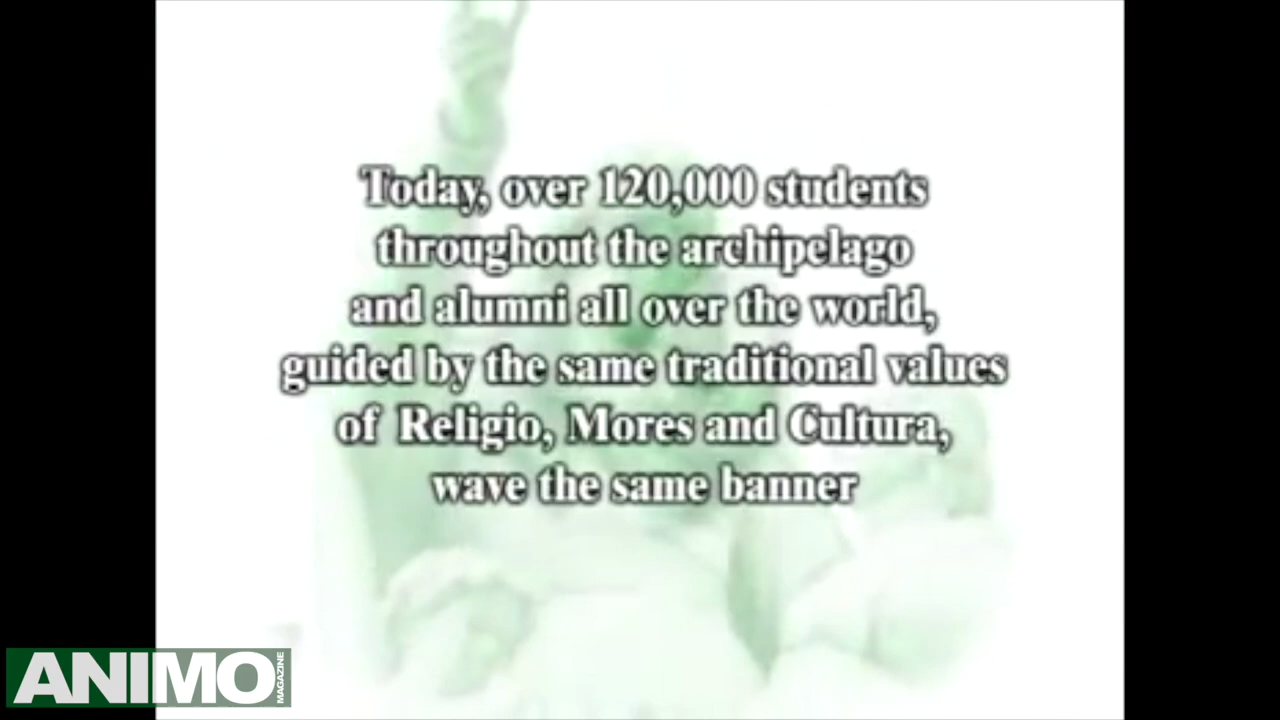 Today, over 120,000 students
throughout the archipelago
and alumni all over the world,
guided by the same traditional values
of Religio, Mores and Cultura,
wave the same banner
ANIMO
MAGAZINE